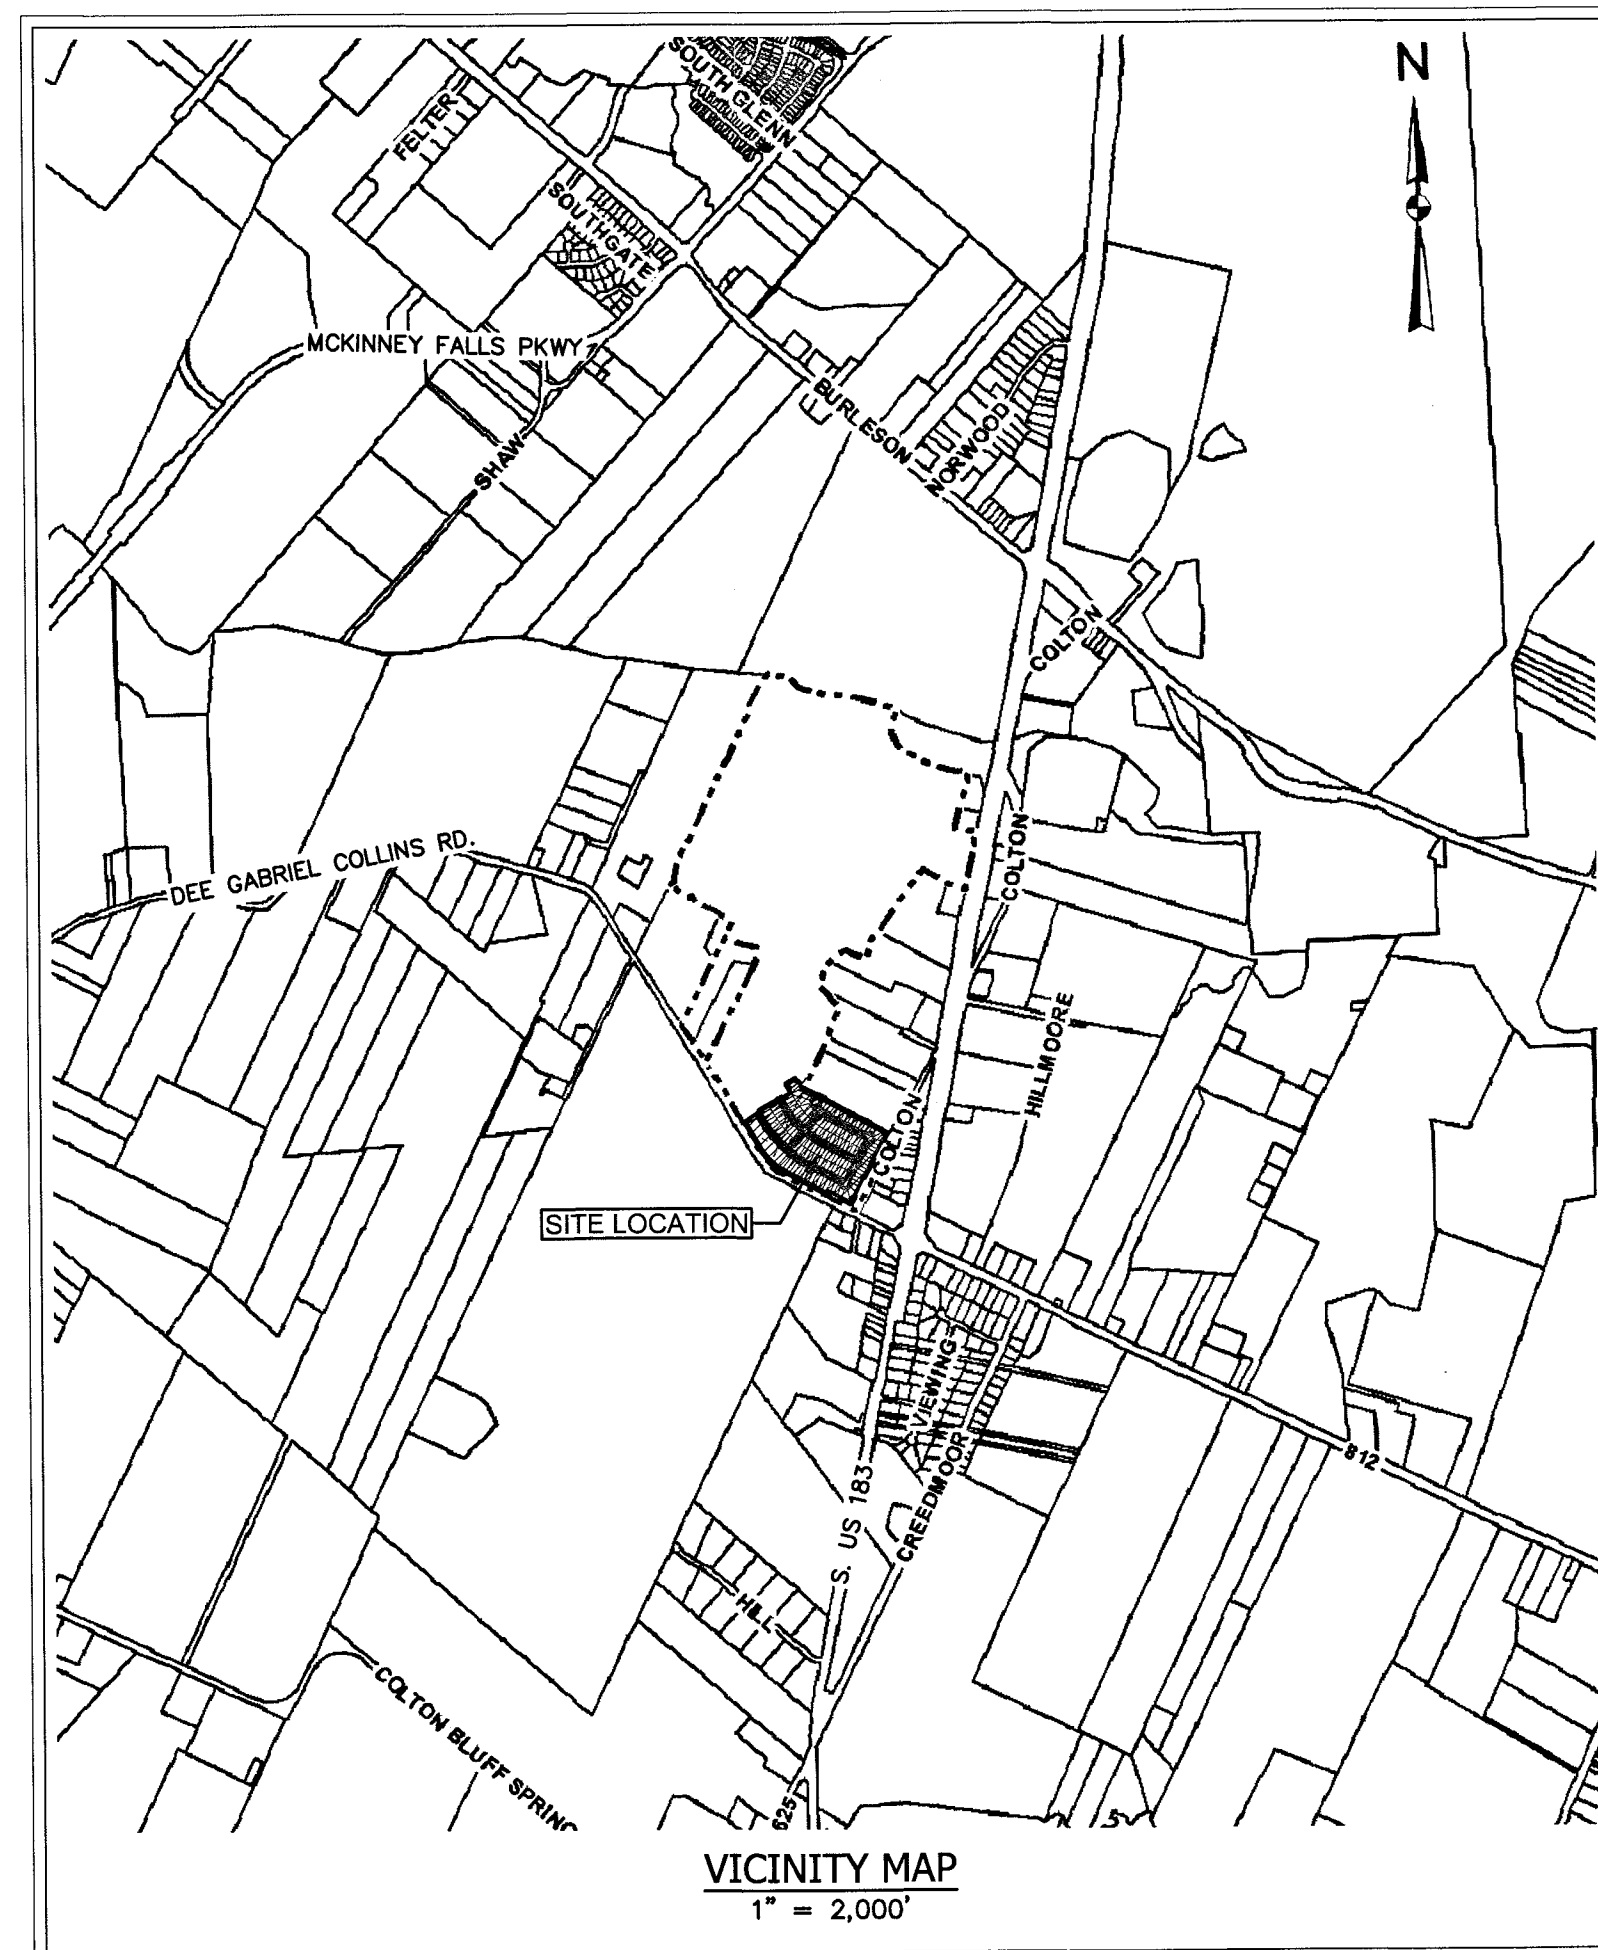 N
SOUTH GLENN
FELTER
SOUTHGATE
MCKINNEY FALLS PKWY
BURLESON
NORWOOD
SHAW
COLTON
DEE GABRIEL COLLINS RD.
COLTON
HILLMOORE
COLTON
SITE LOCATION
VIEWING
812
CREEDMOOR
S. US 183
HILL
COLTON BLUFF SPRING
625
VICINITY MAP
1" = 2,000'